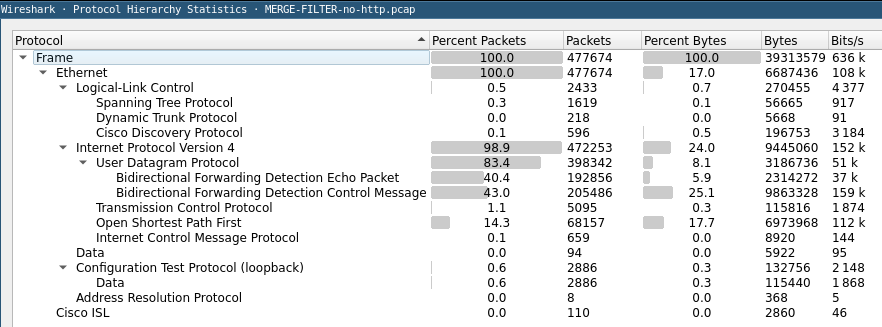 Wireshark · Protocol Hierarchy Statistics · MERGE-FILTER-no-http.pcap
Protocol Percent Packets Packets Percent Bytes Bytes Bits/s
Frame 100.0 477674 100.0 39313579 636 k
Ethernet 100.0 477674 17.0 6687436 108 k
Logical-Link Control 0.5 2433 0.7 270455 4 377
Spanning Tree Protocol 0.3 1619 0.1 56665 917
Dynamic Trunk Protocol 0.0 218 0.0 5668 91
Cisco Discovery Protocol 0.1 596 0.5 196753 3 184
Internet Protocol Version 4 98.9 472253 24.0 9445060 152 k
User Datagram Protocol 83.4 398342 8.1 3186736 51 k
Bidirectional Forwarding Detection Echo Packet 40.4 192856 5.9 2314272 37 k
Bidirectional Forwarding Detection Control Message 43.0 205486 25.1 9863328 159 k
Transmission Control Protocol 1.1 5095 0.3 115816 1 874
Open Shortest Path First 14.3 68157 17.7 6973968 112 k
Internet Control Message Protocol 0.1 659 0.0 8920 144
Data 0.0 94 0.0 5922 95
Configuration Test Protocol (loopback) 0.6 2886 0.3 132756 2 148
Data 0.6 2886 0.3 115440 1 868
Address Resolution Protocol 0.0 8 0.0 368 5
Cisco ISL 0.0 110 0.0 2860 46